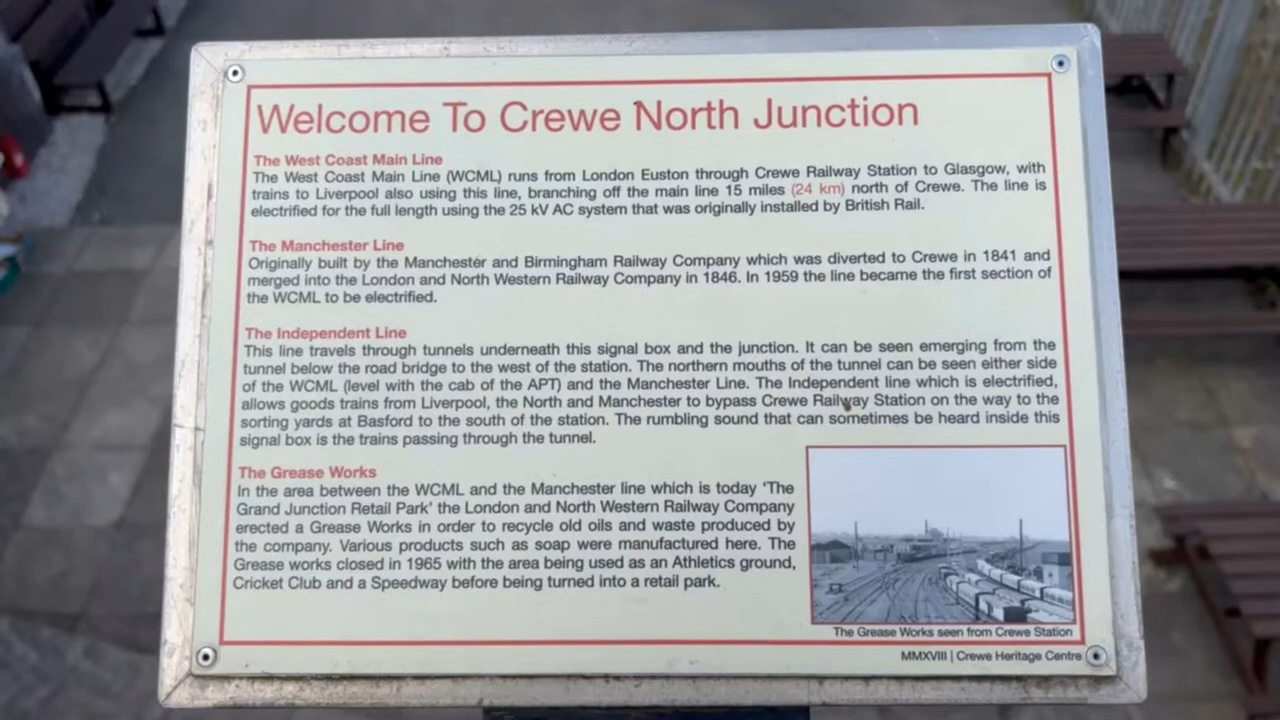 Welcome To Crewe North Junction
The West Coast Main Line
The West Coast Main Line (WCML) runs from London Euston through Crewe Railway Station to Glasgow, with
trains to Liverpool also using this line, branching off the main line 15 miles (24 km) north of Crewe. The line is
electrified for the full length using the 25 kV AC system that was originally installed by British Rail.
The Manchester Line
Originally built by the Manchester and Birmingham Railway Company which was diverted to Crewe in 1841 and
merged into the London and North Western Railway Company in 1846. In 1959 the line became the first section of
the WCML to be electrified.
The Independent Line
This line travels through tunnels underneath this signal box and the junction. It can be seen emerging from the
tunnel below the road bridge to the west of the station. The northern mouths of the tunnel can be seen either side
of the WCML (level with the cab of the APT) and the Manchester Line. The Independent line which is electrified,
allows goods trains from Liverpool, the North and Manchester to bypass Crewe Railway Station on the way to the
sorting yards at Basford to the south of the station. The rumbling sound that can sometimes be heard inside this
signal box is the trains passing through the tunnel.
The Grease Works
In the area between the WCML and the Manchester line which is today 'The
Grand Junction Retail Park' the London and North Western Railway Company
erected a Grease Works in order to recycle old oils and waste produced by
the company. Various products such as soap were manufactured here. The
Grease works closed in 1965 with the area being used as an Athletics ground,
Cricket Club and a Speedway before being turned into a retail park.
The Grease Works seen from Crewe Station
MMXVIII | Crewe Heritage Centre